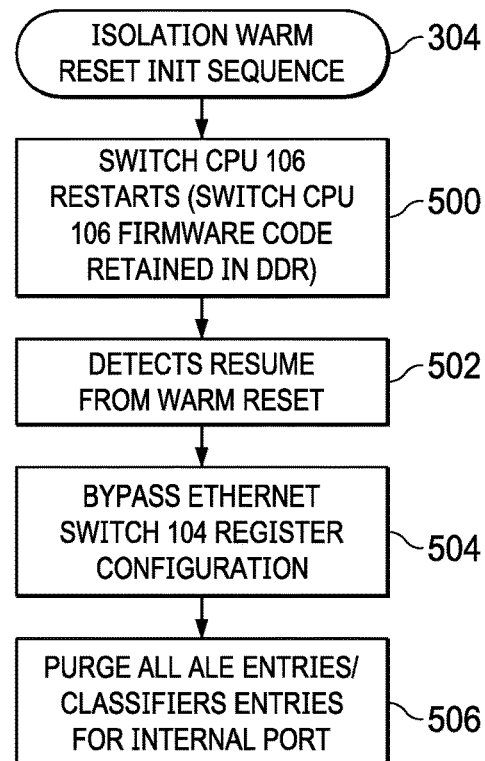 ISOLATION WARM
RESET INIT SEQUENCE
304
SWITCH CPU 106
RESTARTS (SWITCH CPU
106 FIRMWARE CODE
RETAINED IN DDR)
500
DETECTS RESUME
FROM WARM RESET
502
BYPASS ETHERNET
SWITCH 104 REGISTER
CONFIGURATION
504
PURGE ALL ALE ENTRIES/
CLASSIFIERS ENTRIES
FOR INTERNAL PORT
506